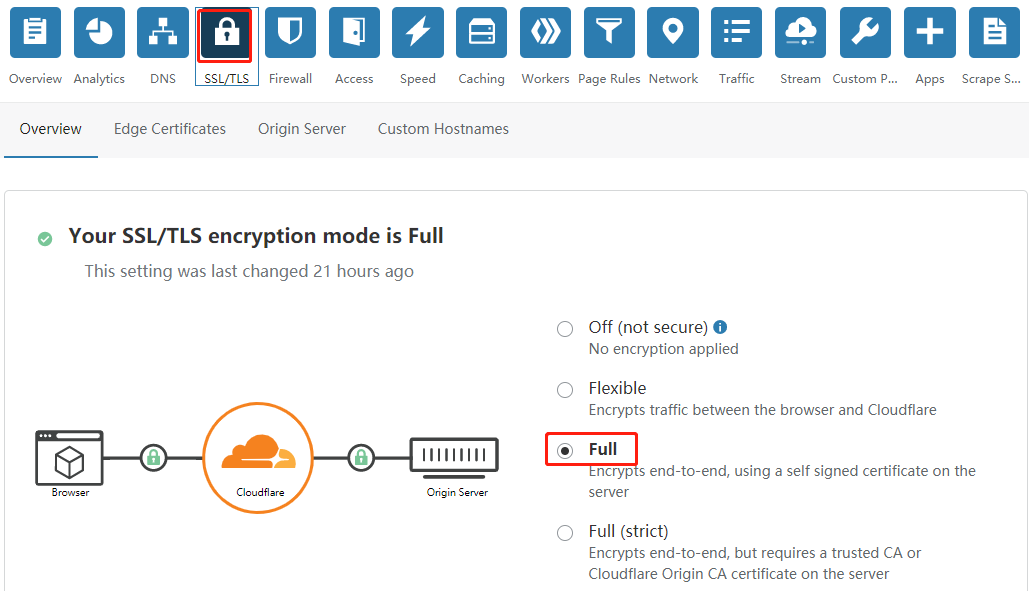 Overview Analytics DNS SSL/TLS Firewall Access Speed Caching Workers Page Rules Network Traffic Stream Custom P... Apps Scrape S...
Overview Edge Certificates Origin Server Custom Hostnames
Your SSL/TLS encryption mode is Full
This setting was last changed 21 hours ago
Browser
Cloudflare
Origin Server
Off (not secure)
No encryption applied
Flexible
Encrypts traffic between the browser and Cloudflare
Full
Encrypts end-to-end, using a self signed certificate on the
server
Full (strict)
Encrypts end-to-end, but requires a trusted CA or
Cloudflare Origin CA certificate on the server